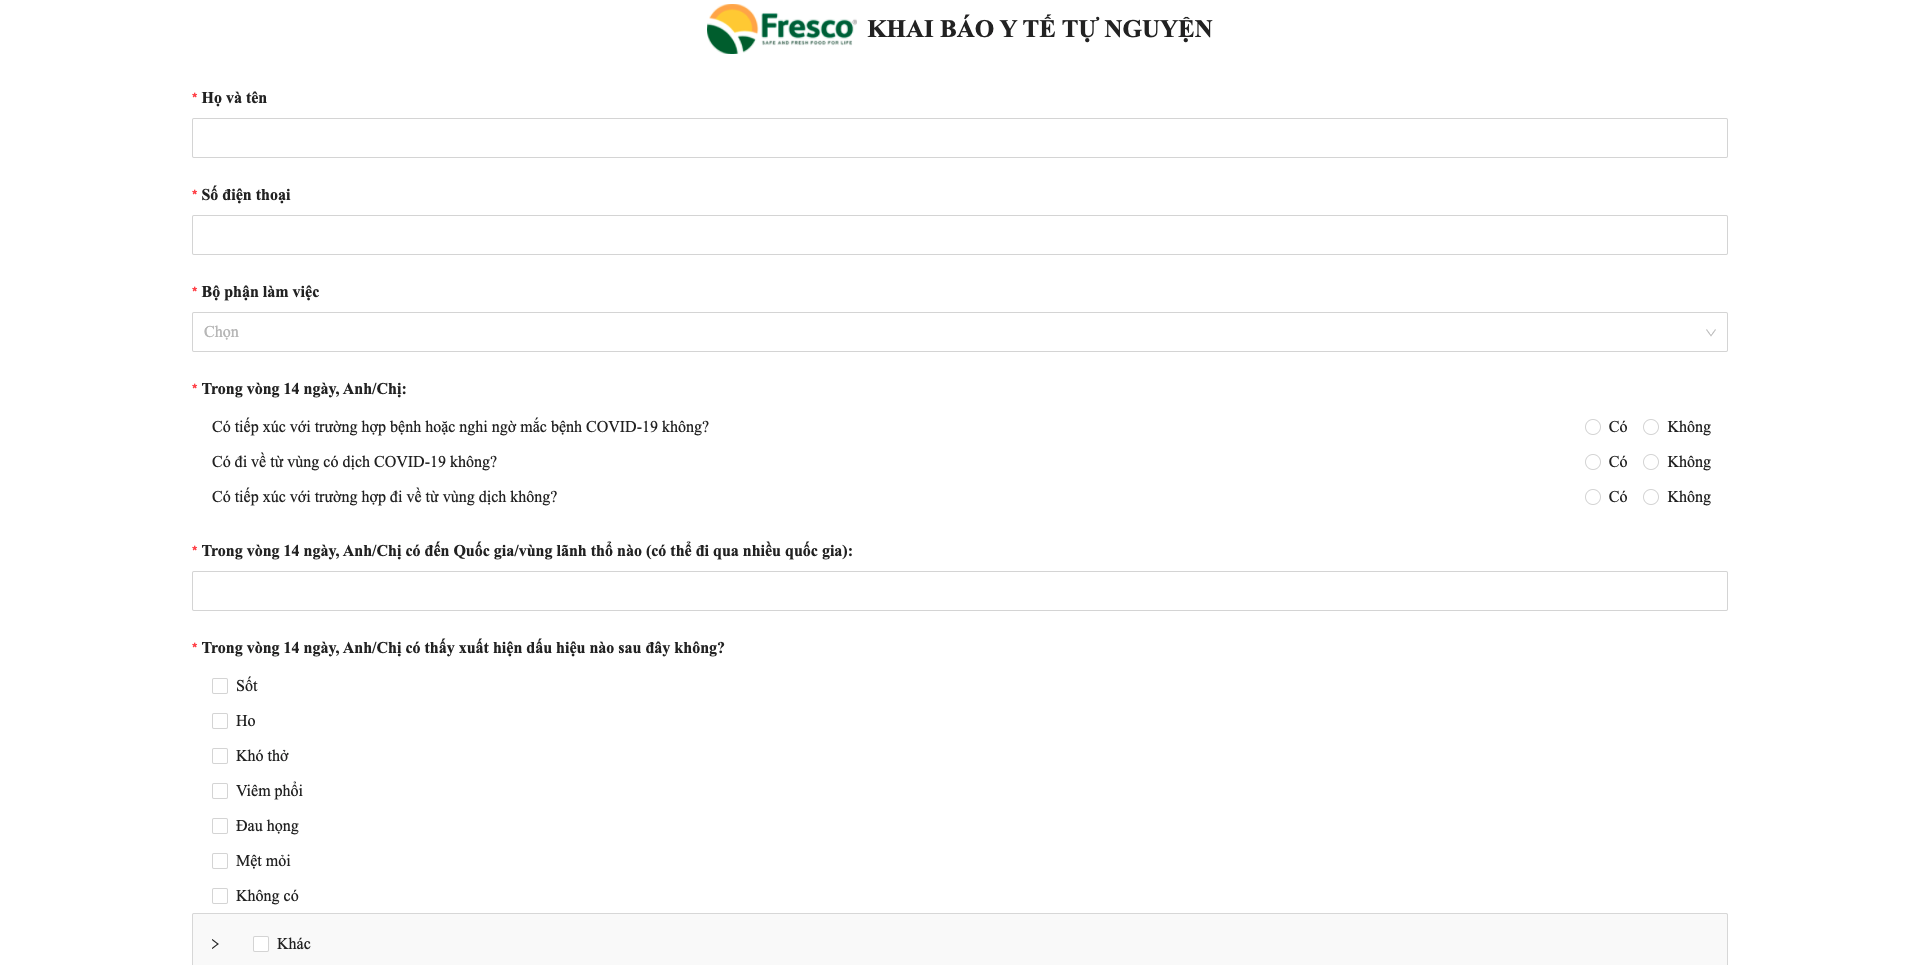 Fresco
SAFE AND FRESH FOOD FOR LIFE
KHAI BÁO Y TẾ TỰ NGUYỆN
* Họ và tên
* Số điện thoại
* Bộ phận làm việc
Chọn
* Trong vòng 14 ngày, Anh/Chị:
Có tiếp xúc với trường hợp bệnh hoặc nghi ngờ mắc bệnh COVID-19 không? Có Không
Có đi về từ vùng có dịch COVID-19 không? Có Không
Có tiếp xúc với trường hợp đi về từ vùng dịch không? Có Không
* Trong vòng 14 ngày, Anh/Chị có đến Quốc gia/vùng lãnh thổ nào (có thể đi qua nhiều quốc gia):
* Trong vòng 14 ngày, Anh/Chị có thấy xuất hiện dấu hiệu nào sau đây không?
Sốt
Ho
Khó thở
Viêm phổi
Đau họng
Mệt mỏi
Không có
Khác